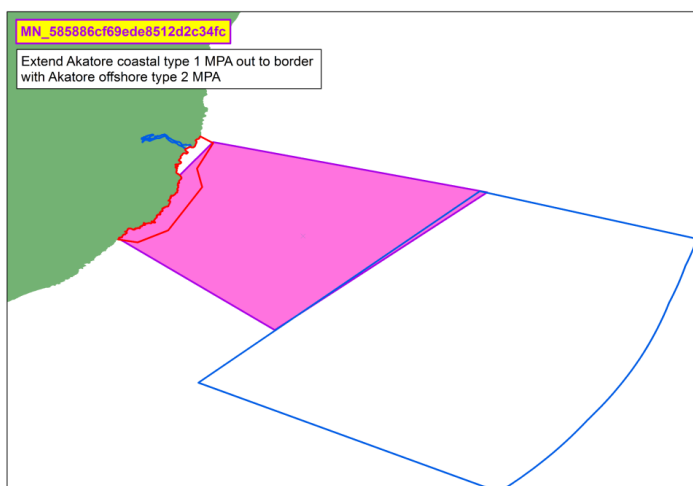 MN_585886cf69ede8512d2c34fc
Extend Akatore coastal type 1 MPA out to border
with Akatore offshore type 2 MPA